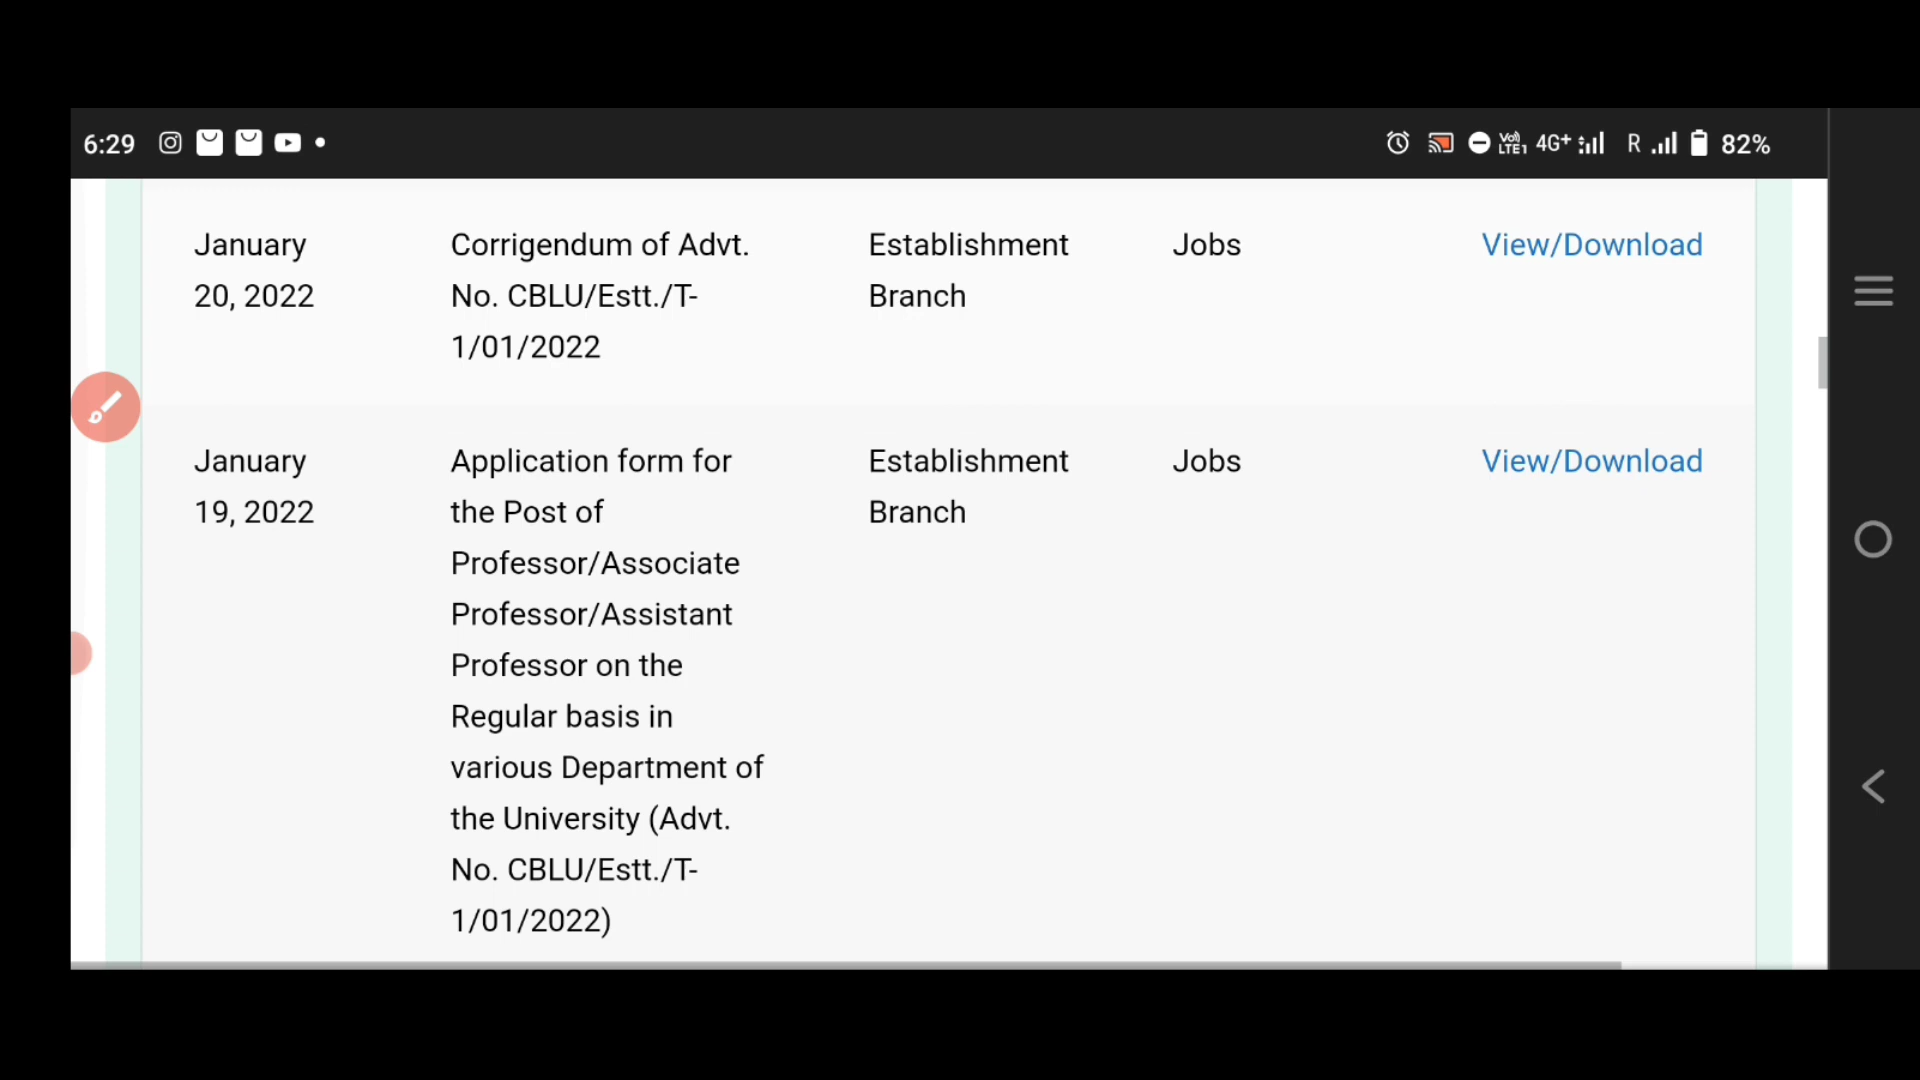 6:29 VoLTE1 4G+ R 82%
January Corrigendum of Advt. Establishment Jobs View/Download
20, 2022 No. CBLU/Estt./T- Branch
1/01/2022
January Application form for Establishment Jobs View/Download
19, 2022 the Post of Branch
Professor/Associate
Professor/Assistant
Professor on the
Regular basis in
various Department of
the University (Advt.
No. CBLU/Estt./T-
1/01/2022)